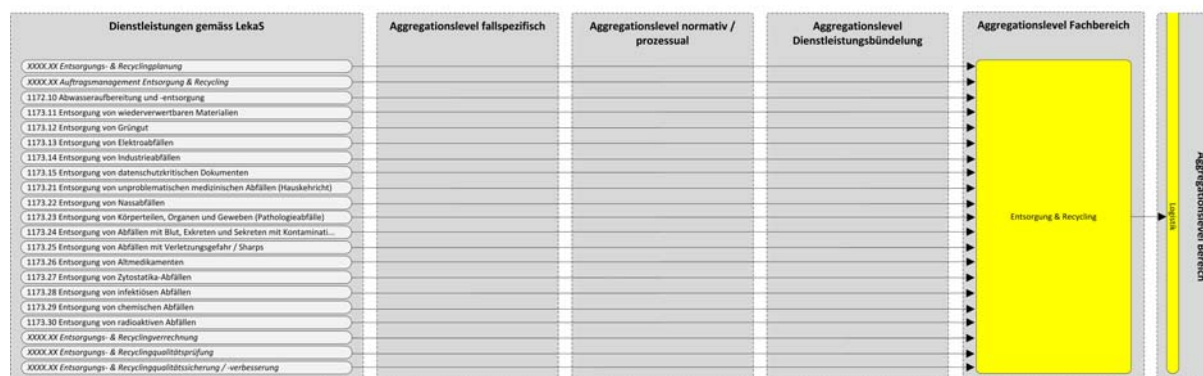 Dienstleistungen gemäss LekaS
Aggregationslevel fallspezifisch
Aggregationslevel normativ /
prozessual
Aggregationslevel
Dienstleistungsbündelung
Aggregationslevel Fachbereich
XXXX.XX Entsorgungs- & Recyclingplanung
XXXX.XX Auftragsmanagement Entsorgung & Recycling
1172.10 Abwasseraufbereitung und -entsorgung
1173.11 Entsorgung von wiederverwertbaren Materialien
1173.12 Entsorgung von Grüngut
1173.13 Entsorgung von Elektroabfällen
1173.14 Entsorgung von Industrieabfällen
1173.15 Entsorgung von datenschutzkritischen Dokumenten
1173.21 Entsorgung von unproblematischen medizinischen Abfällen (Hauskehricht)
1173.22 Entsorgung von Nassabfällen
1173.23 Entsorgung von Körperteilen, Organen und Geweben (Pathologieabfälle)
1173.24 Entsorgung von Abfällen mit Blut, Exkreten und Sekreten mit Kontaminati...
1173.25 Entsorgung von Abfällen mit Verletzungsgefahr / Sharps
1173.26 Entsorgung von Altmedikamenten
1173.27 Entsorgung von Zytostatika-Abfällen
1173.28 Entsorgung von infektiösen Abfällen
1173.29 Entsorgung von chemischen Abfällen
1173.30 Entsorgung von radioaktiven Abfällen
XXXX.XX Entsorgungs- & Recyclingverrechnung
XXXX.XX Entsorgungs- & Recyclingqualitätsprüfung
XXXX.XX Entsorgungs- & Recyclingqualitätssicherung / -verbesserung
Entsorgung & Recycling
Logistik
Aggregationslevel Bereich